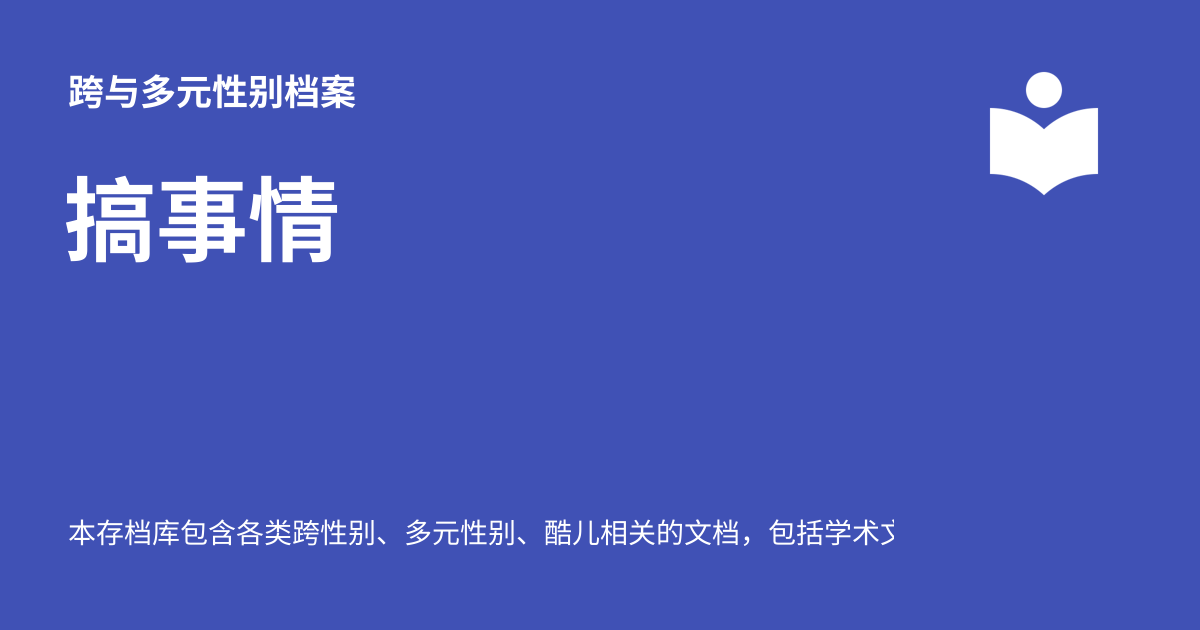 跨与多元性别档案
搞事情
本存档库包含各类跨性别、多元性别、酷儿相关的文档，包括学术文